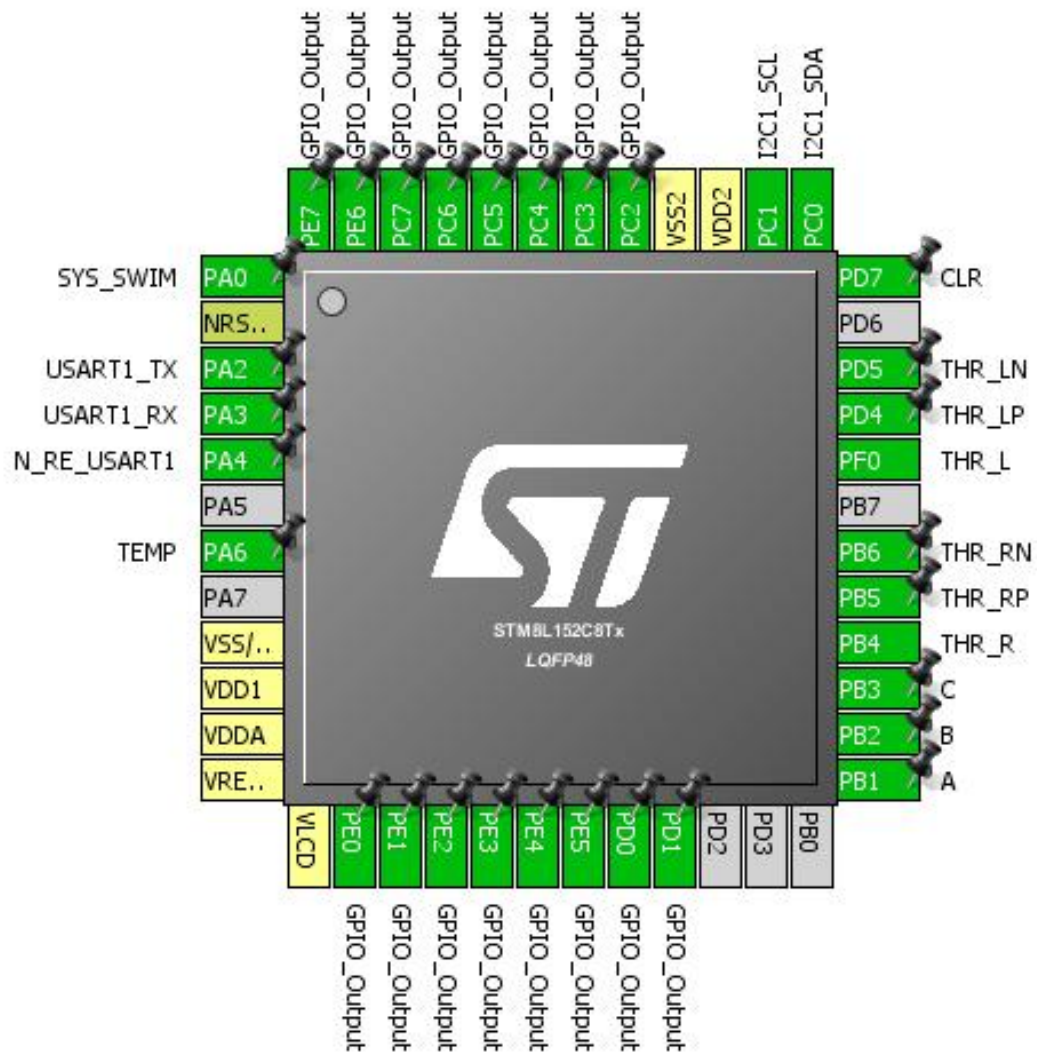 GPIO_Output
GPIO_Output
GPIO_Output
GPIO_Output
GPIO_Output
GPIO_Output
GPIO_Output
GPIO_Output
I2C1_SCL
I2C1_SDA
PE7
PE6
PC7
PC6
PC5
PC4
PC3
PC2
VSS2
VDD2
PC1
PC0
SYS_SWIM PA0
NRS..
USART1_TX PA2
USART1_RX PA3
N_RE_USART1 PA4
PA5
TEMP PA6
PA7
VSS/..
VDD1
VDDA
VRE..
ST
STM8L152C8Tx
LQFP48
PD7 CLR
PD6
PD5 THR_LN
PD4 THR_LP
PF0 THR_L
PB7
PB6 THR_RN
PB5 THR_RP
PB4 THR_R
PB3 C
PB2 B
PB1 A
VLCD
PE0
PE1
PE2
PE3
PE4
PE5
PD0
PD1
PD2
PD3
PB0
GPIO_Output
GPIO_Output
GPIO_Output
GPIO_Output
GPIO_Output
GPIO_Output
GPIO_Output
GPIO_Output